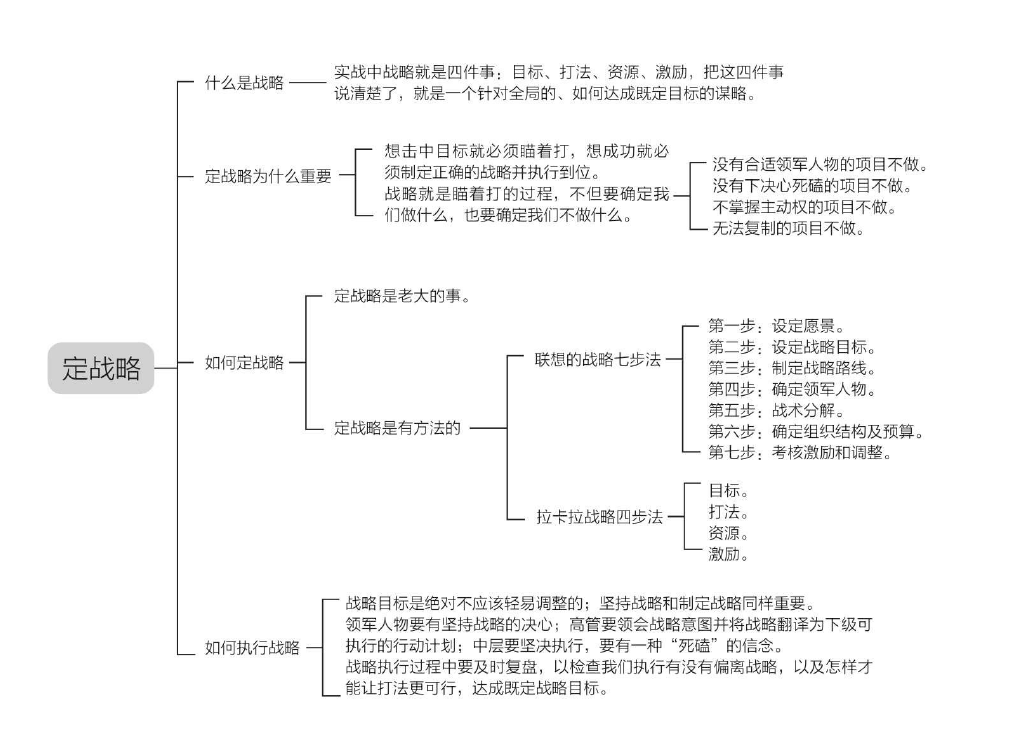 定战略
什么是战略
实战中战略就是四件事：目标、打法、资源、激励，把这四件事
说清楚了，就是一个针对全局的、如何达成既定目标的谋略。
定战略为什么重要
想击中目标就必须瞄着打，想成功就必
须制定正确的战略并执行到位。
战略就是瞄着打的过程，不但要确定我
们做什么，也要确定我们不做什么。
没有合适领军人物的项目不做。
没有下决心死磕的项目不做。
不掌握主动权的项目不做。
无法复制的项目不做。
如何定战略
定战略是老大的事。
定战略是有方法的
联想的战略七步法
第一步：设定愿景。
第二步：设定战略目标。
第三步：制定战略路线。
第四步：确定领军人物。
第五步：战术分解。
第六步：确定组织结构及预算。
第七步：考核激励和调整。
拉卡拉战略四步法
目标。
打法。
资源。
激励。
如何执行战略
战略目标是绝对不应该轻易调整的；坚持战略和制定战略同样重要。
领军人物要有坚持战略的决心；高管要领会战略意图并将战略翻译为下级可
执行的行动计划；中层要坚决执行，要有一种“死磕”的信念。
战略执行过程中要及时复盘，以检查我们执行有没有偏离战略，以及怎样才
能让打法更可行，达成既定战略目标。